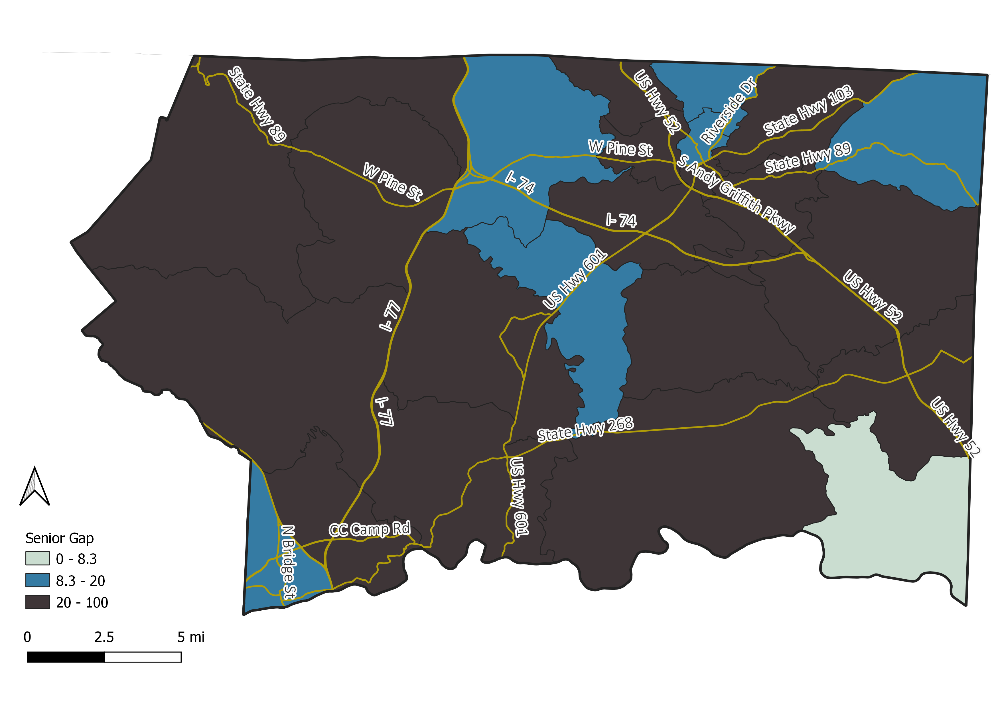 State Hwy 89
US Hwy 52
Riverside Dr
State Hwy 103
W Pine St
State Hwy 89
W Pine St
I- 74
S Andy Griffith Pkwy
I- 74
US Hwy 601
US Hwy 52
I- 77
I- 77
State Hwy 268
US Hwy 52
US Hwy 601
CC Camp Rd
N Bridge St
Senior Gap
0 - 8.3
8.3 - 20
20 - 100
0 2.5 5 mi